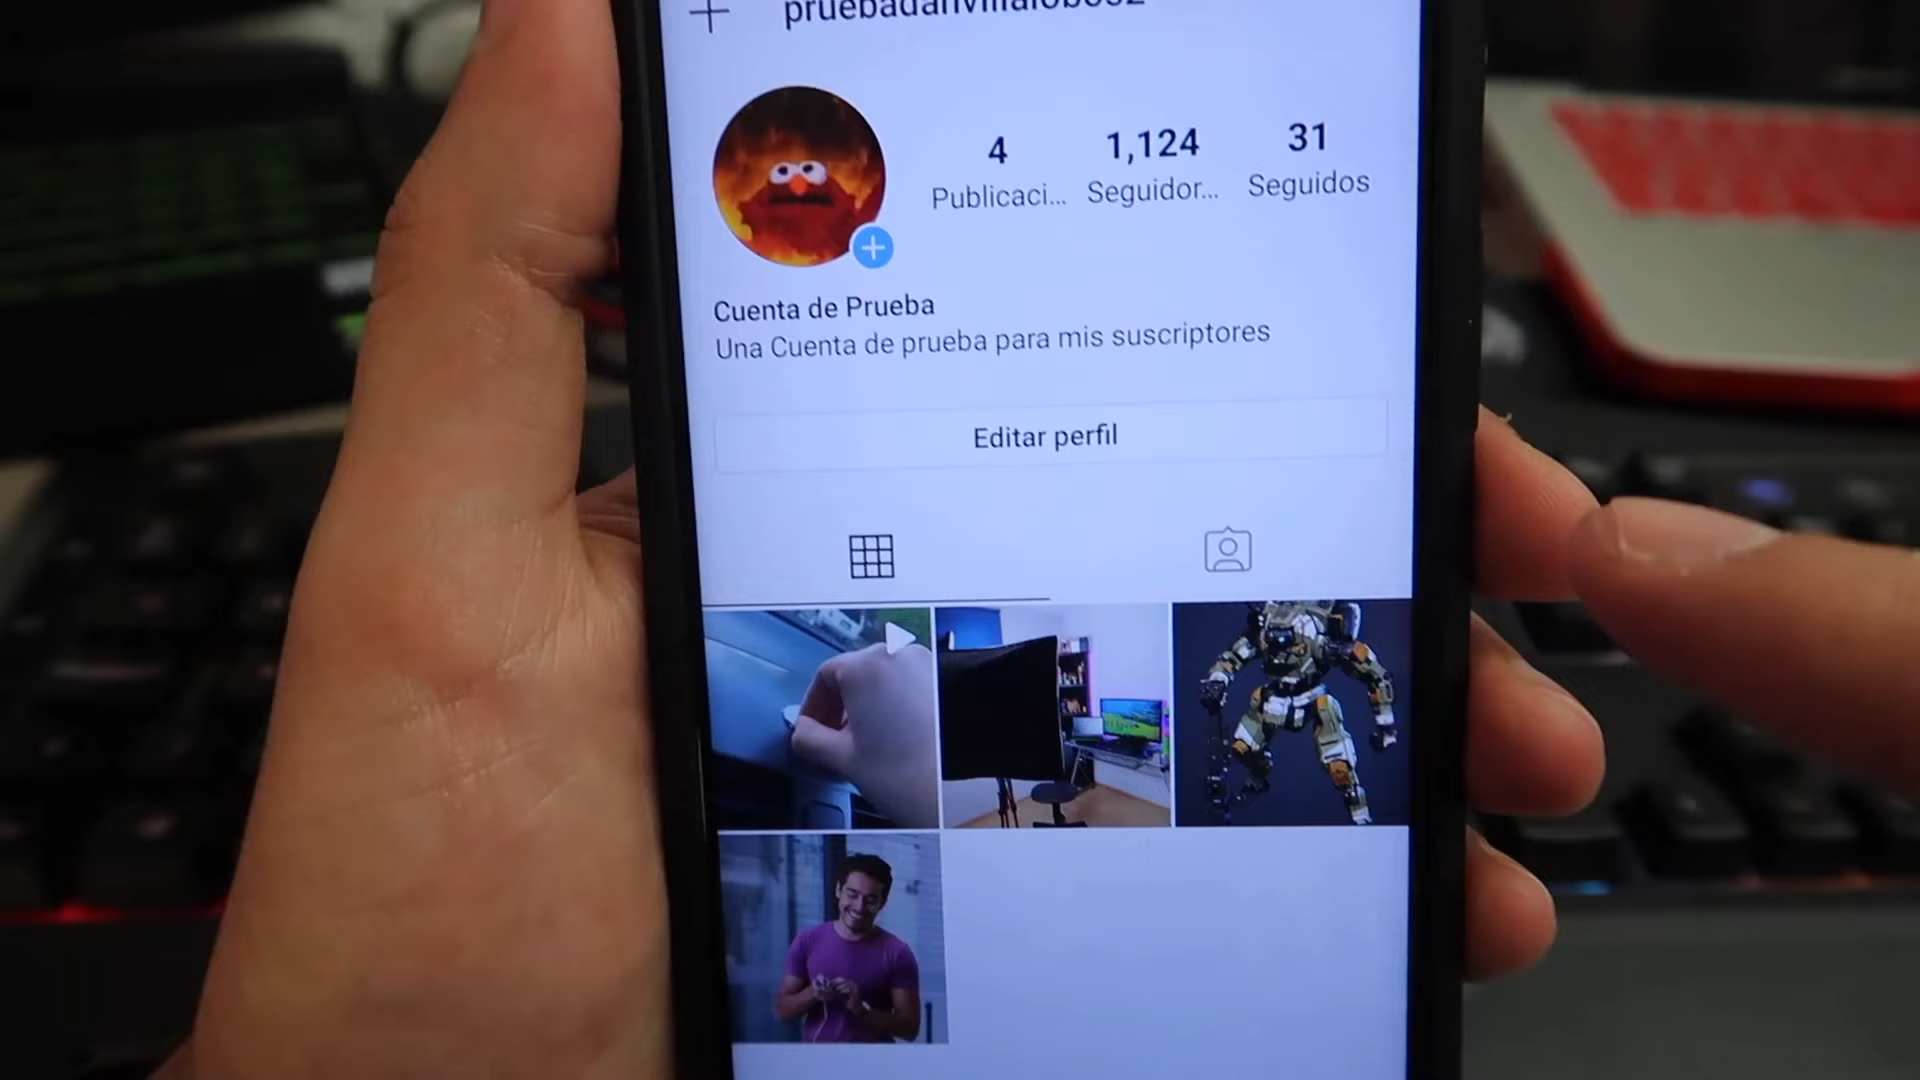 4 1,124 31
Publicaci... Seguidor... Seguidos
Cuenta de Prueba
Una Cuenta de prueba para mis suscriptores
Editar perfil